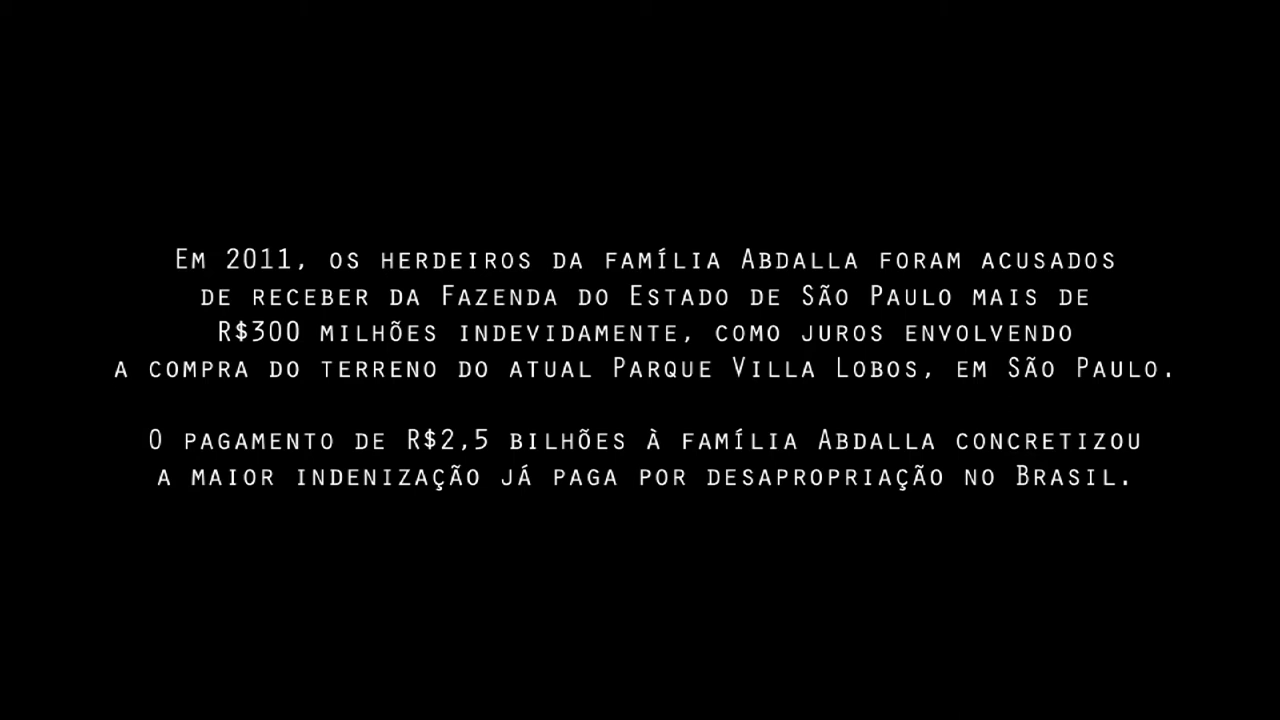 Em 2011, os herdeiros da família Abdalla foram acusados
de receber da Fazenda do Estado de São Paulo mais de
R$300 milhões indevidamente, como juros envolvendo
a compra do terreno do atual Parque Villa Lobos, em São Paulo.
O pagamento de R$2,5 bilhões à família Abdalla concretizou
a maior indenização já paga por desapropriação no Brasil.